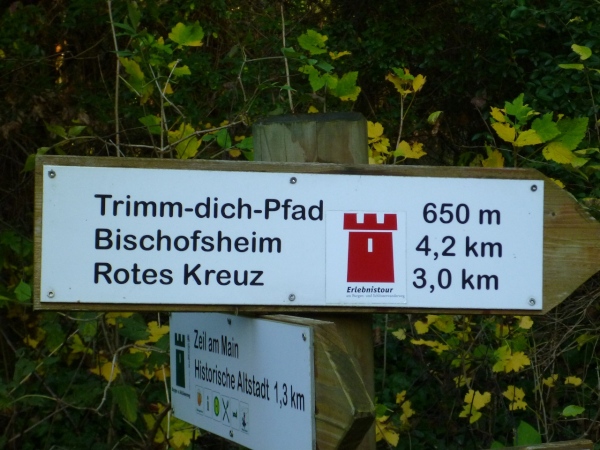 Trimm-dich-Pfad 650 m
Bischofsheim 4,2 km
Rotes Kreuz 3,0 km
Erlebnistour
Zeil am Main
Historische Altstadt 1,3 km